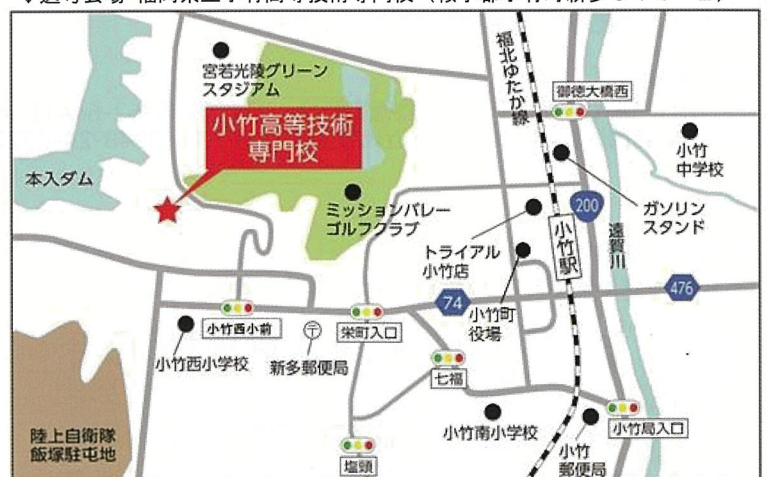 宮若光陵グリーン
スタジアム
小竹高等技術
専門校
本入ダム
ミッションバレー
ゴルフクラブ
福北ゆたか線
御徳大橋西
小竹
中学校
ガソリン
スタンド
200
遠賀川
小竹駅
トライアル
小竹店
小竹町
役場
74
476
小竹西小前
栄町入口
小竹西小学校
新多郵便局
七福
小竹南小学校
小竹局入口
小竹
郵便局
塩頭
陸上自衛隊
飯塚駐屯地